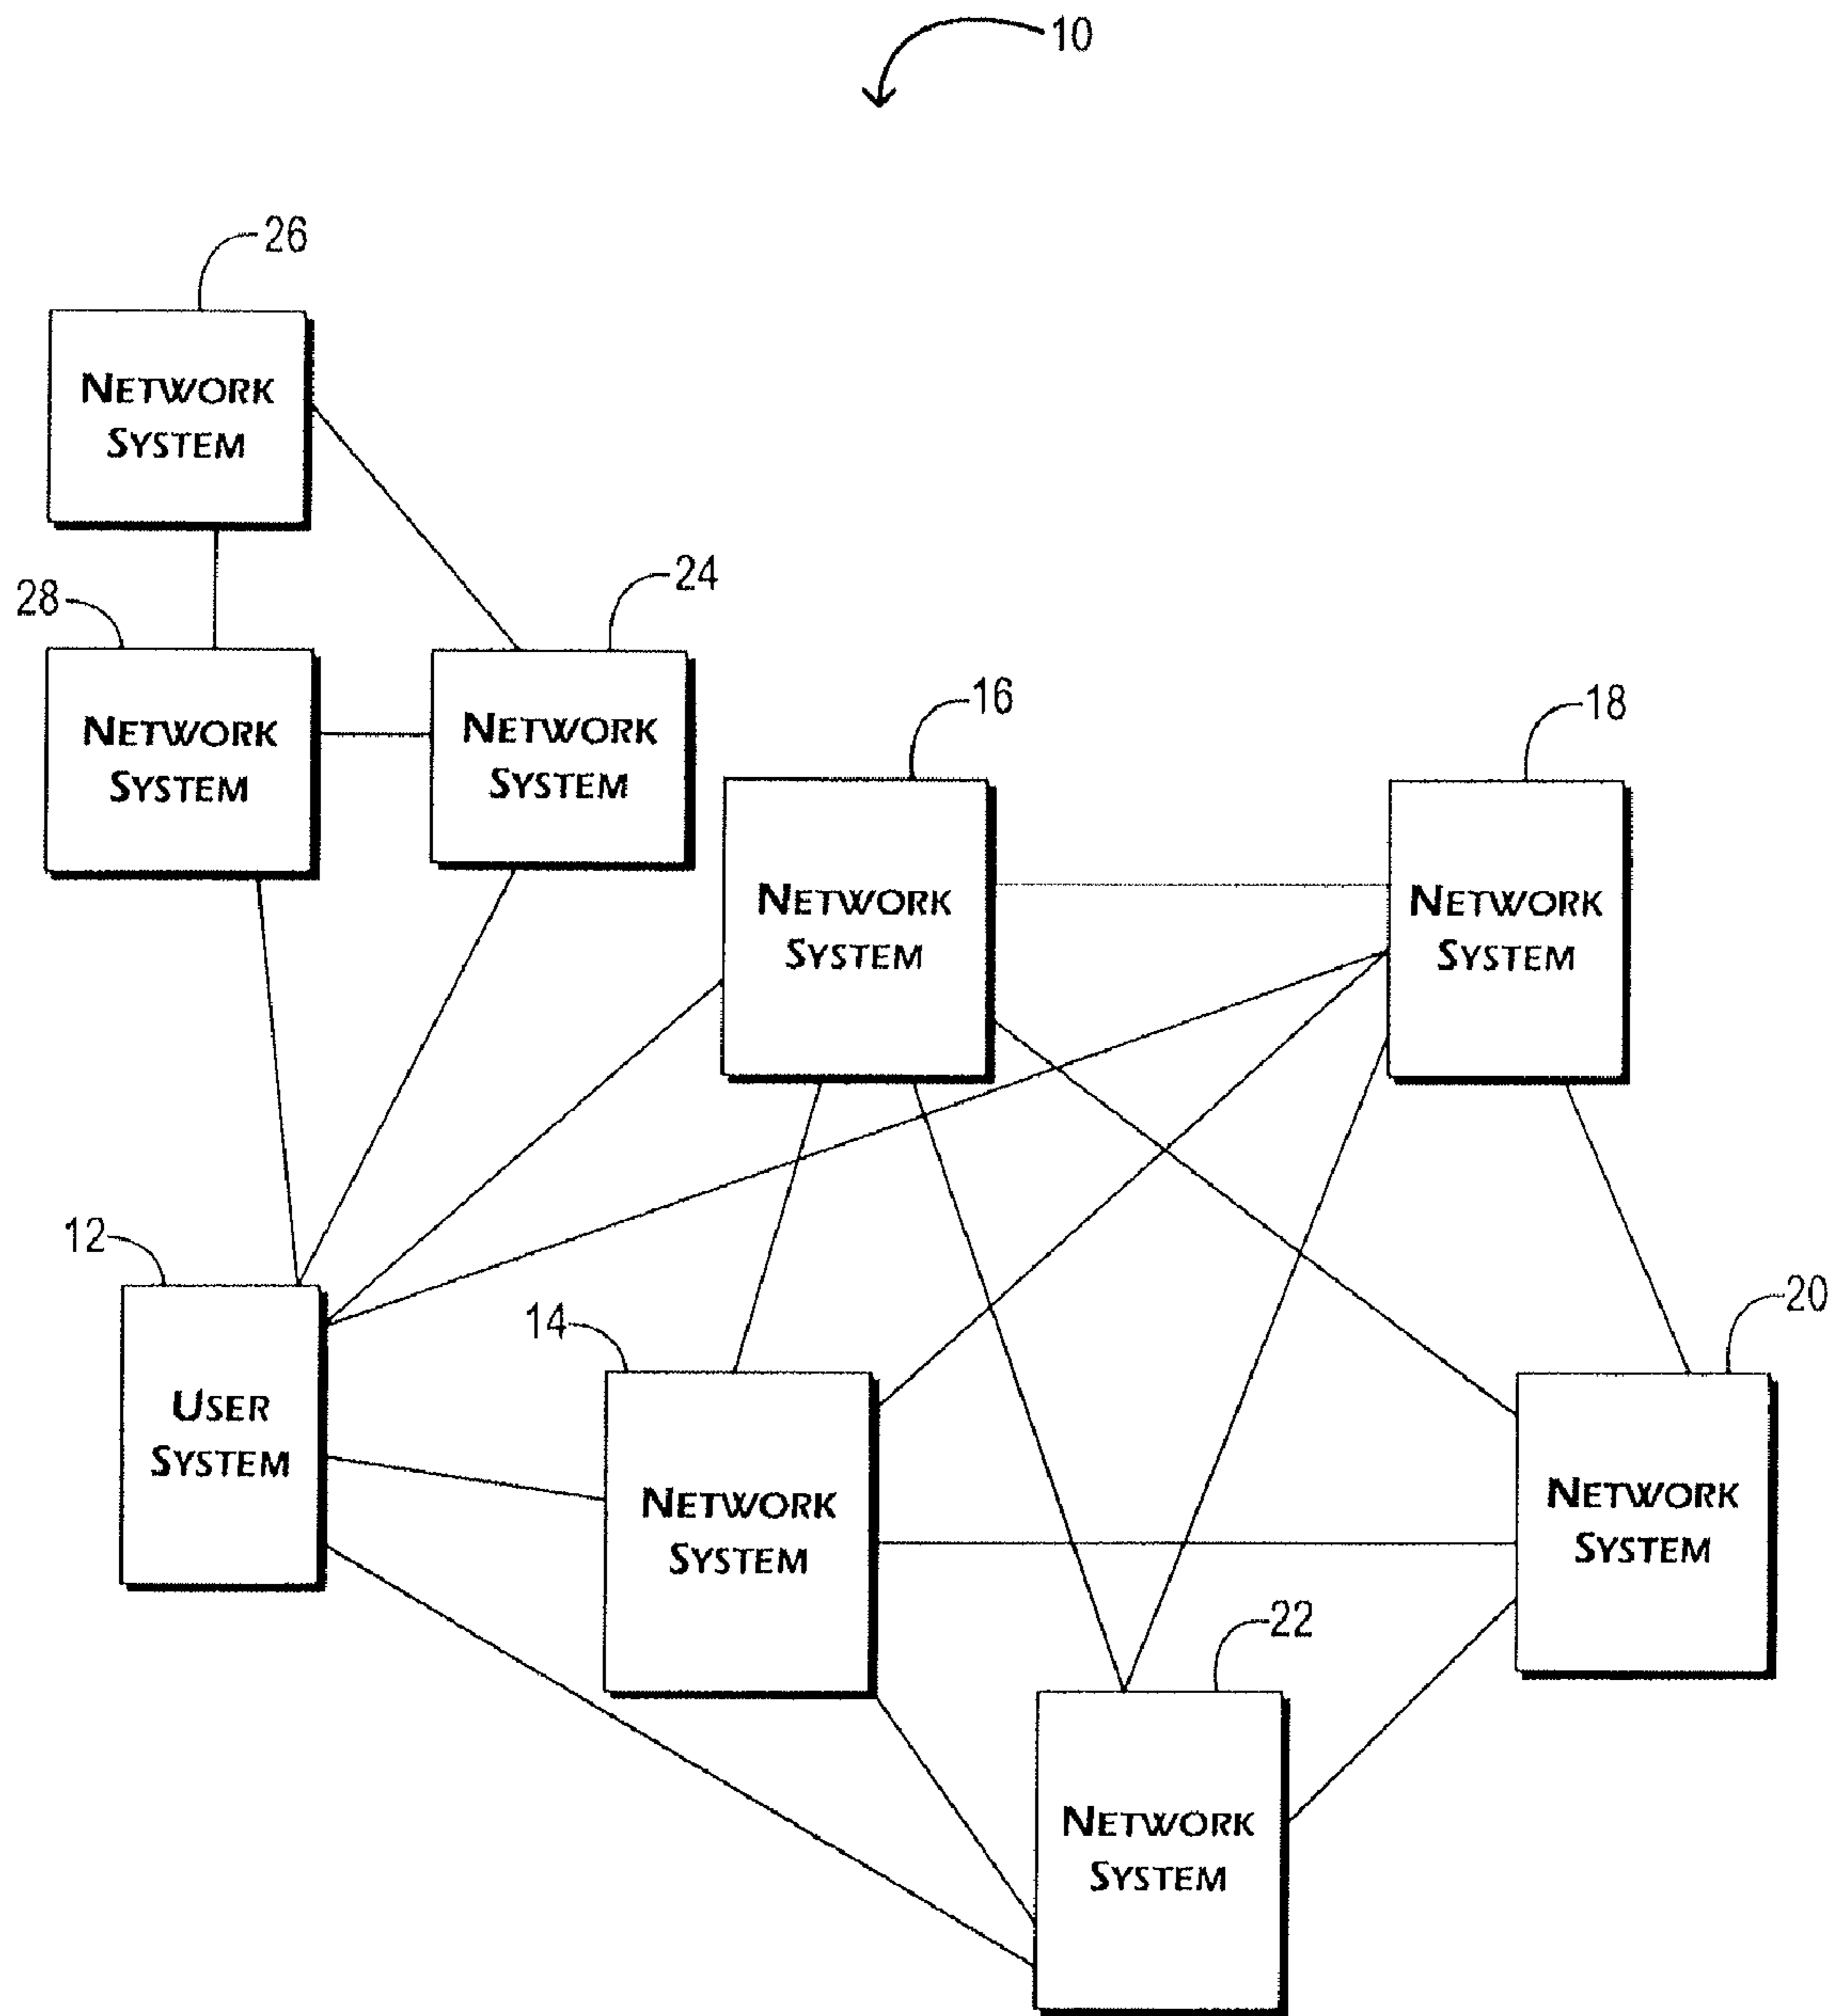 10
26
NETWORK
SYSTEM
28
24
NETWORK
SYSTEM
NETWORK
SYSTEM
16
18
NETWORK
SYSTEM
NETWORK
SYSTEM
12
14
20
USER
SYSTEM
NETWORK
SYSTEM
NETWORK
SYSTEM
22
NETWORK
SYSTEM